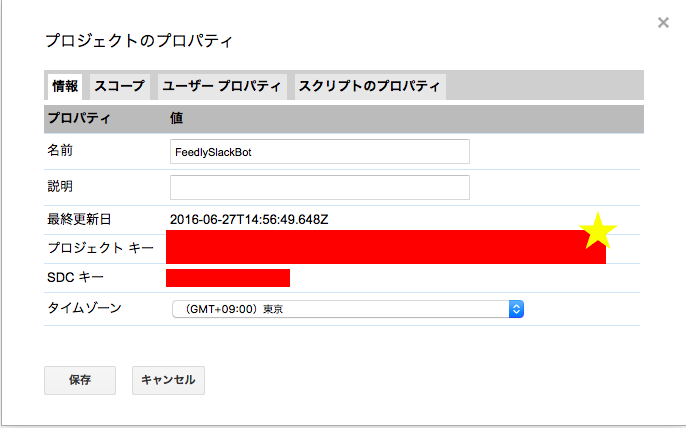 プロジェクトのプロパティ
情報 スコープ ユーザー プロパティ スクリプトのプロパティ
プロパティ 値
名前 FeedlySlackBot
説明
最終更新日 2016-06-27T14:56:49.648Z
プロジェクト キー
SDC キー
タイムゾーン （GMT+09:00）東京
保存 キャンセル